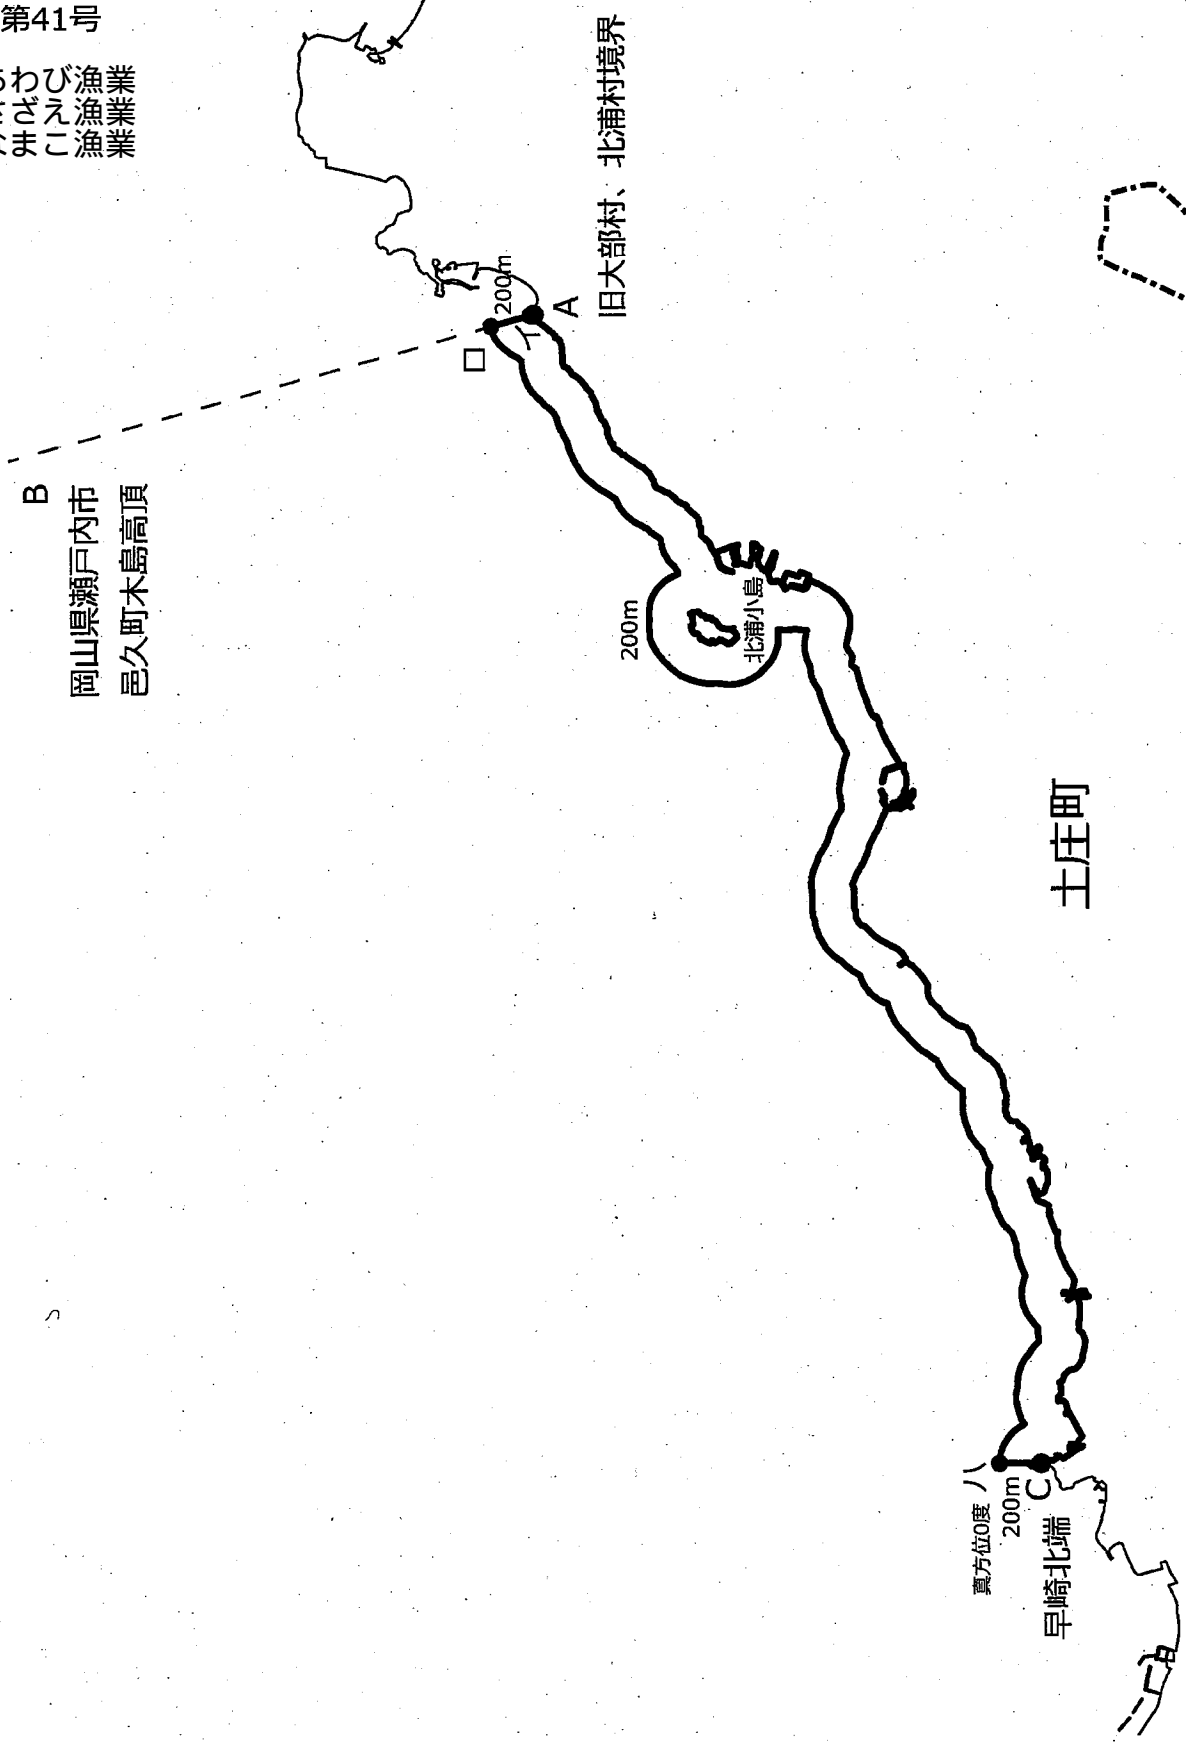 第41号
わび漁業
ざえ漁業
まこ漁業
B
岡山県瀬戸内市
邑久町木島高頂
200m
イ
A
ロ
旧大部村、北浦村境界
200m
北浦小島
土庄町
ハ
真方位0度
200m
C
早崎北端